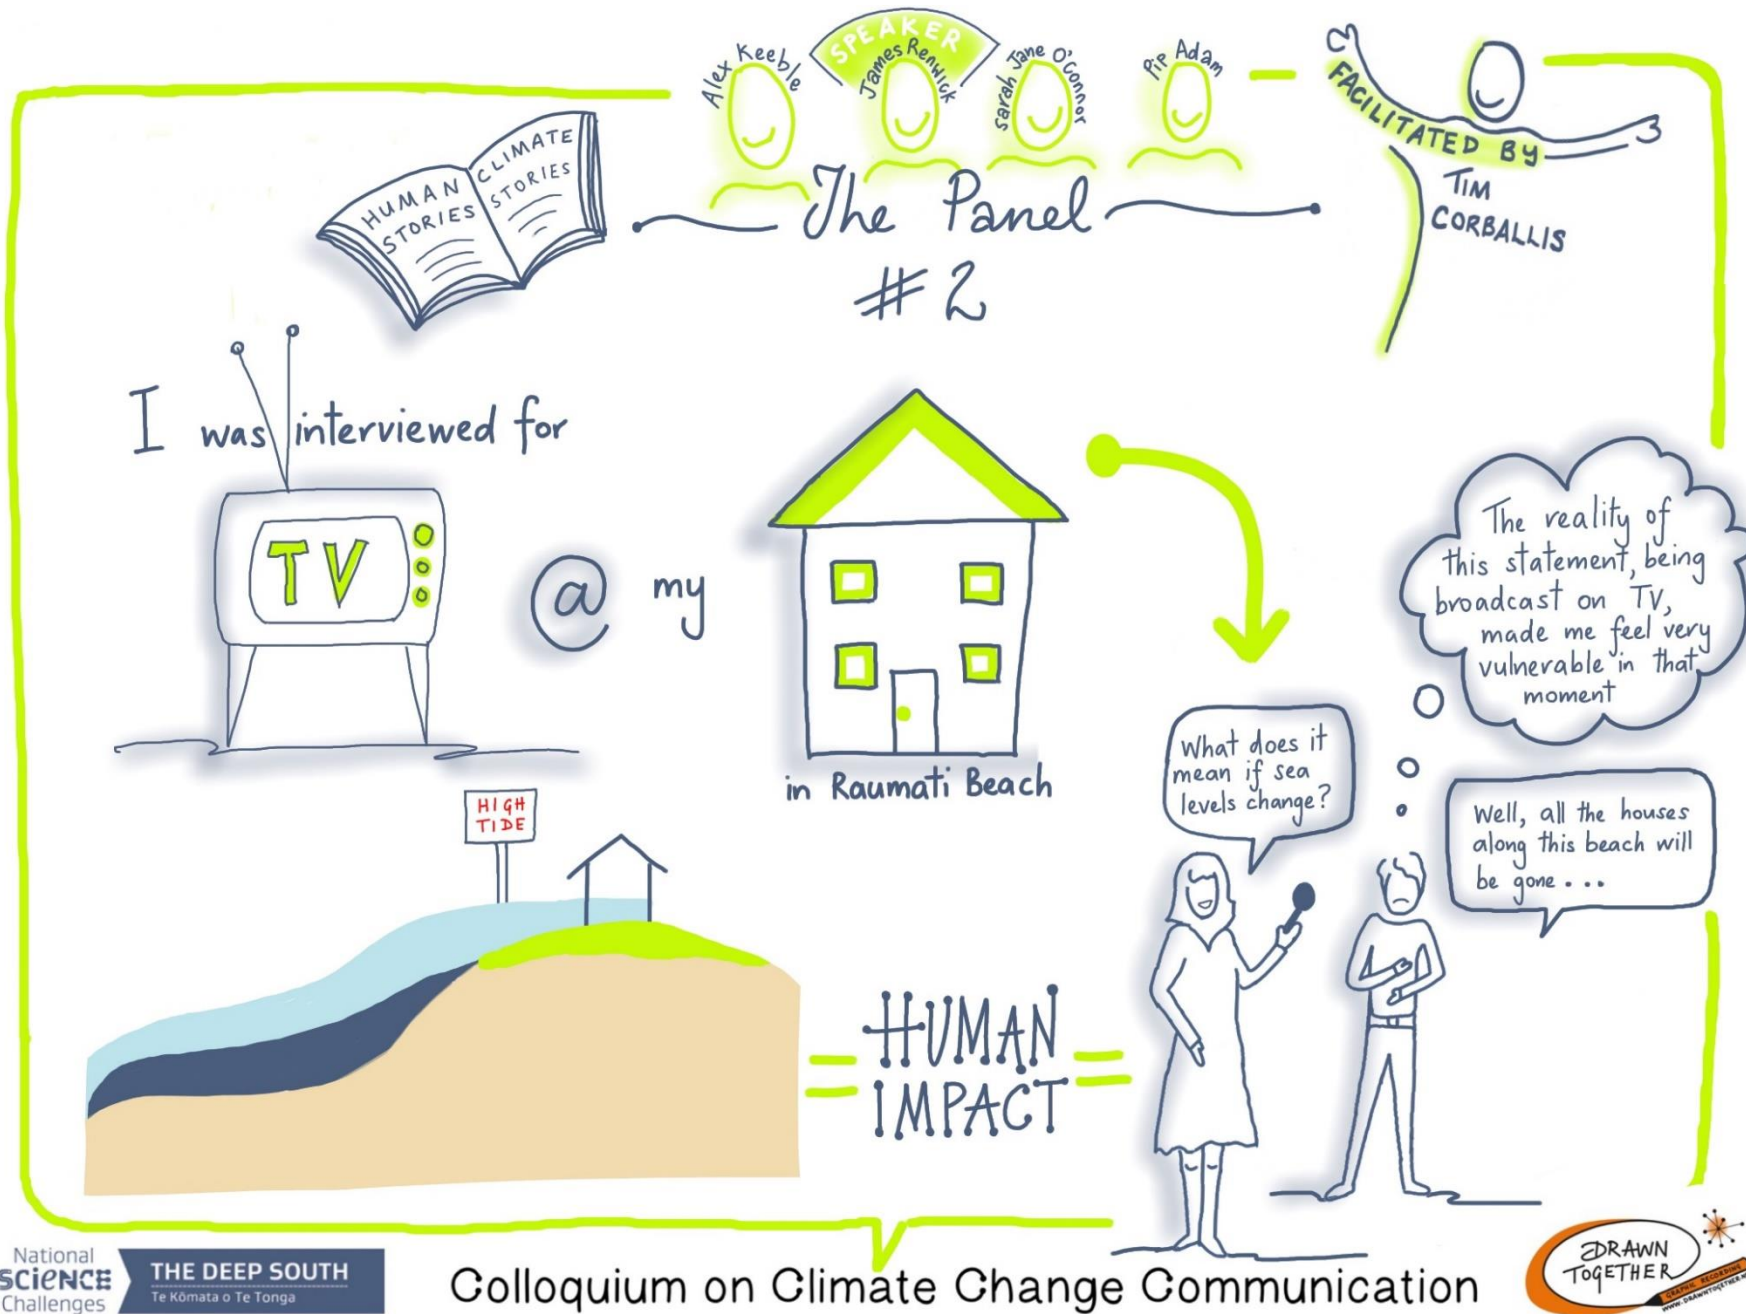 Alex Keeble
SPEAKER
James Renwick
Sarah Jane O'Connor
Pip Adam
FACILITATED BY
TIM
CORBALLIS
HUMAN
STORIES
CLIMATE
STORIES
The Panel
#2
I was interviewed for
TV
@ my
in Raumati Beach
The reality of
this statement, being
broadcast on TV,
made me feel very
vulnerable in that
moment
What does it
mean if sea
levels change?
Well, all the houses
along this beach will
be gone...
HIGH
TIDE
= HUMAN =
IMPACT
National
SCIENCE
Challenges
THE DEEP SOUTH
Te Kōmata o Te Tonga
Colloquium on Climate Change Communication
DRAWN
TOGETHER
GRAPHIC RECORDING